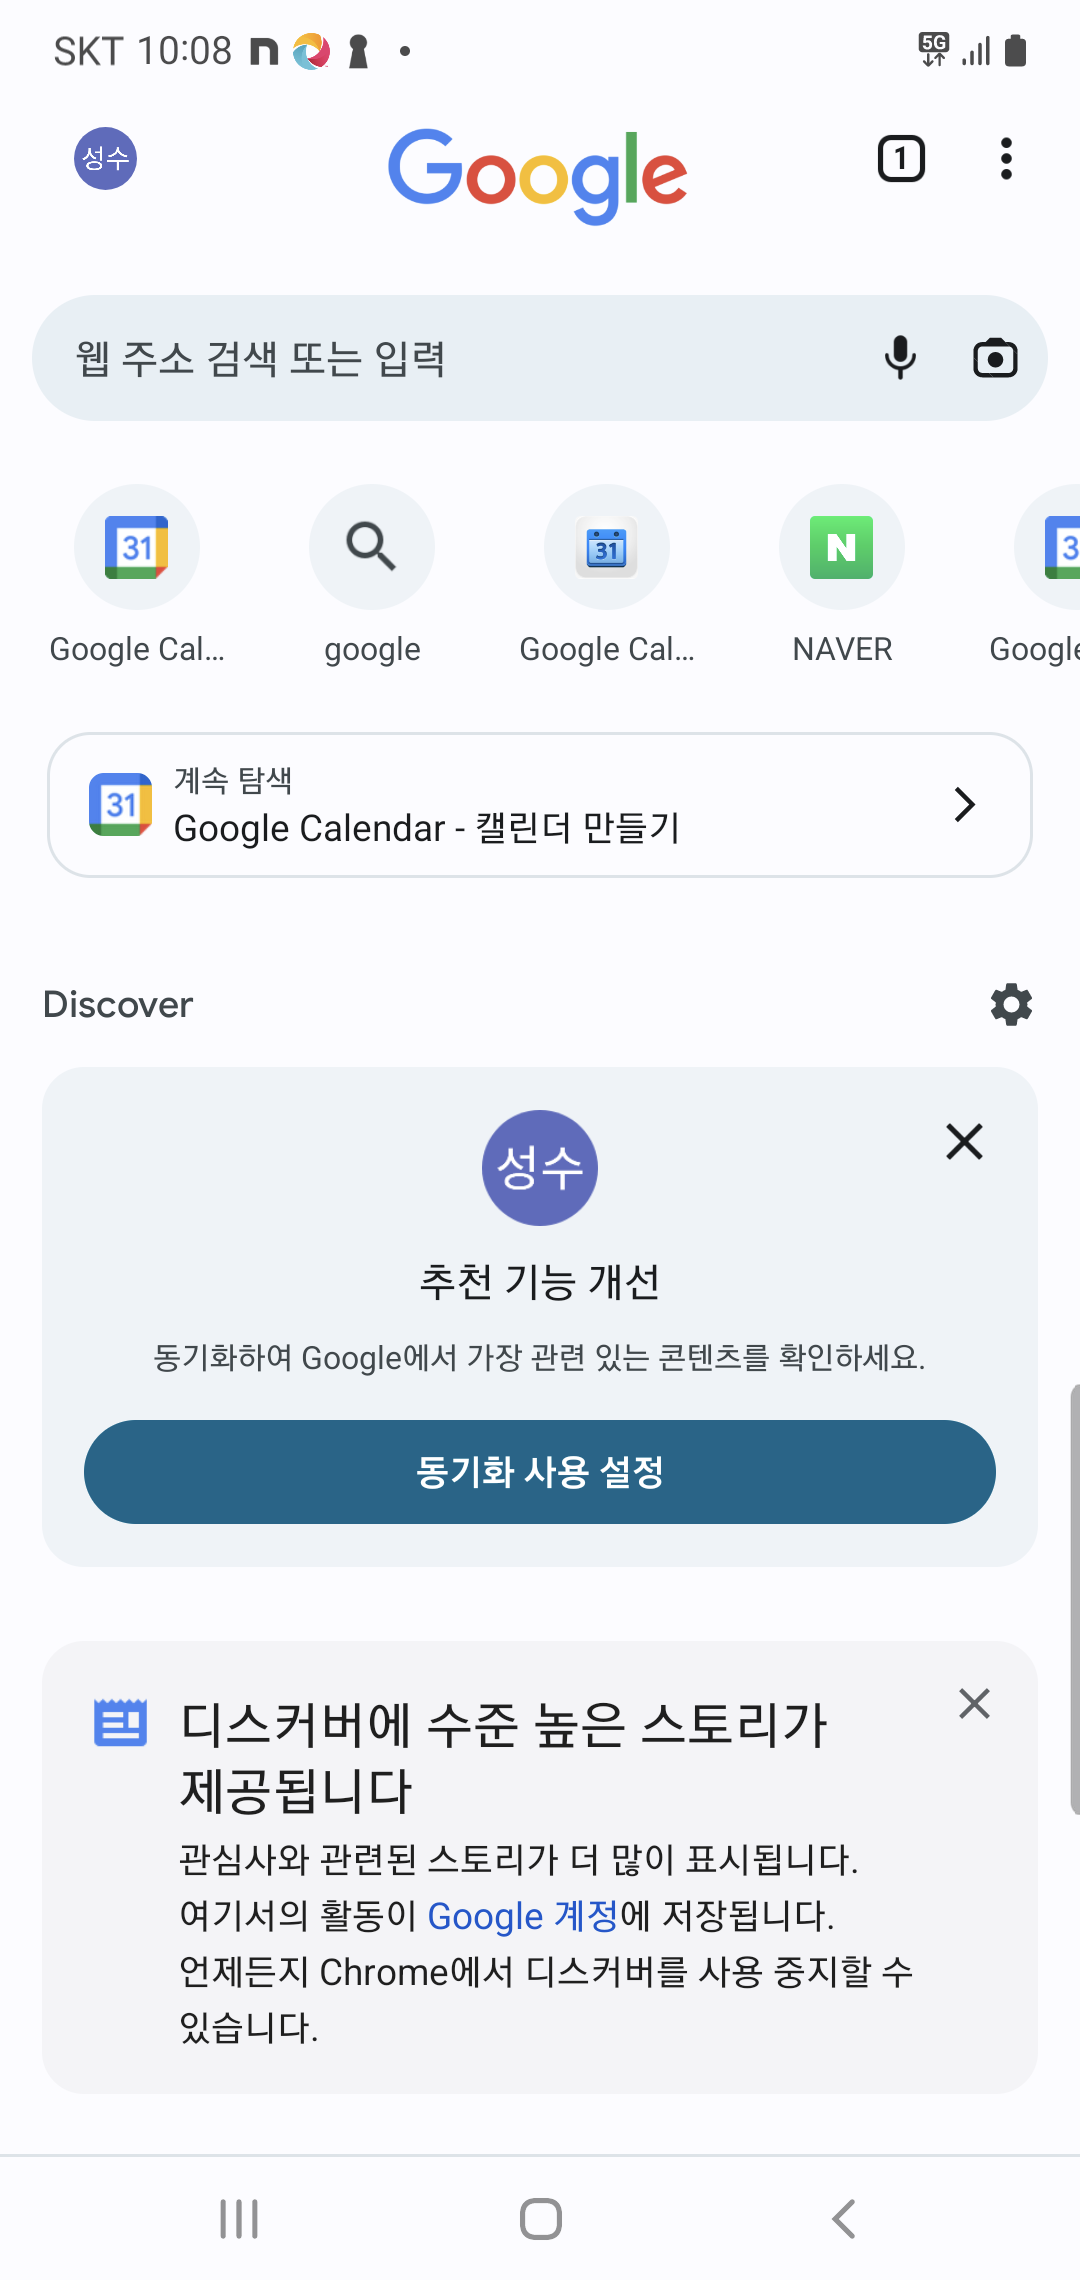 SKT 10:08
5G
성수
Google
1
웹 주소 검색 또는 입력
31
31
N
3
Google Cal...
google
Google Cal...
NAVER
Google
계속 탐색
31
Google Calendar - 캘린더 만들기
Discover
성수
추천 기능 개선
동기화하여 Google에서 가장 관련 있는 콘텐츠를 확인하세요.
동기화 사용 설정
디스커버에 수준 높은 스토리가
제공됩니다
관심사와 관련된 스토리가 더 많이 표시됩니다.
여기서의 활동이 Google 계정에 저장됩니다.
언제든지 Chrome에서 디스커버를 사용 중지할 수
있습니다.